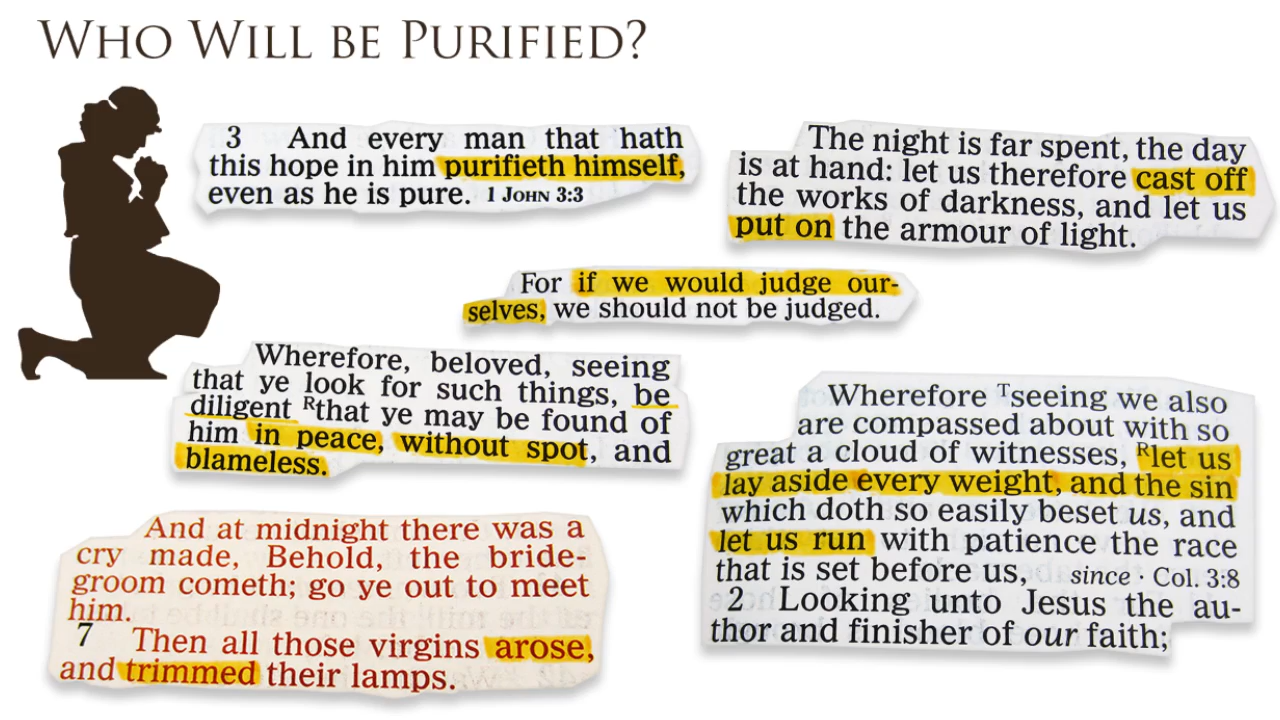 WHO WILL BE PURIFIED?
3 And every man that hath
this hope in him purifieth himself,
even as he is pure. 1 JOHN 3:3
The night is far spent, the day
is at hand: let us therefore cast off
the works of darkness, and let us
put on the armour of light.
For if we would judge our-
selves, we should not be judged.
Wherefore, beloved, seeing
that ye look for such things, be
diligent Rthat ye may be found of
him in peace, without spot, and
blameless.
Wherefore Tseeing we also
are compassed about with so
great a cloud of witnesses, Rlet us
lay aside every weight, and the sin
which doth so easily beset us, and
let us run with patience the race
that is set before us, since · Col. 3:8
2 Looking unto Jesus the au-
thor and finisher of our faith;
And at midnight there was a
cry made, Behold, the bride-
groom cometh; go ye out to meet
him.
7 Then all those virgins arose,
and trimmed their lamps.